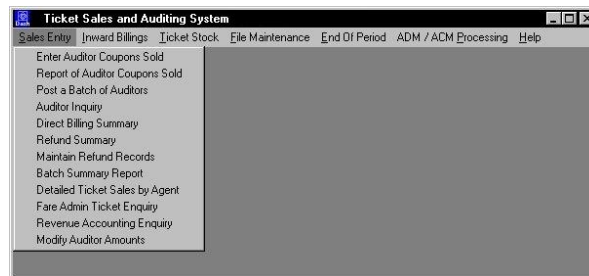 Ticket Sales and Auditing System
Sales Entry Inward Billings Ticket Stock File Maintenance End Of Period ADM / ACM Processing Help
Enter Auditor Coupons Sold
Report of Auditor Coupons Sold
Post a Batch of Auditors
Auditor Inquiry
Direct Billing Summary
Refund Summary
Maintain Refund Records
Batch Summary Report
Detailed Ticket Sales by Agent
Fare Admin Ticket Enquiry
Revenue Accounting Enquiry
Modify Auditor Amounts